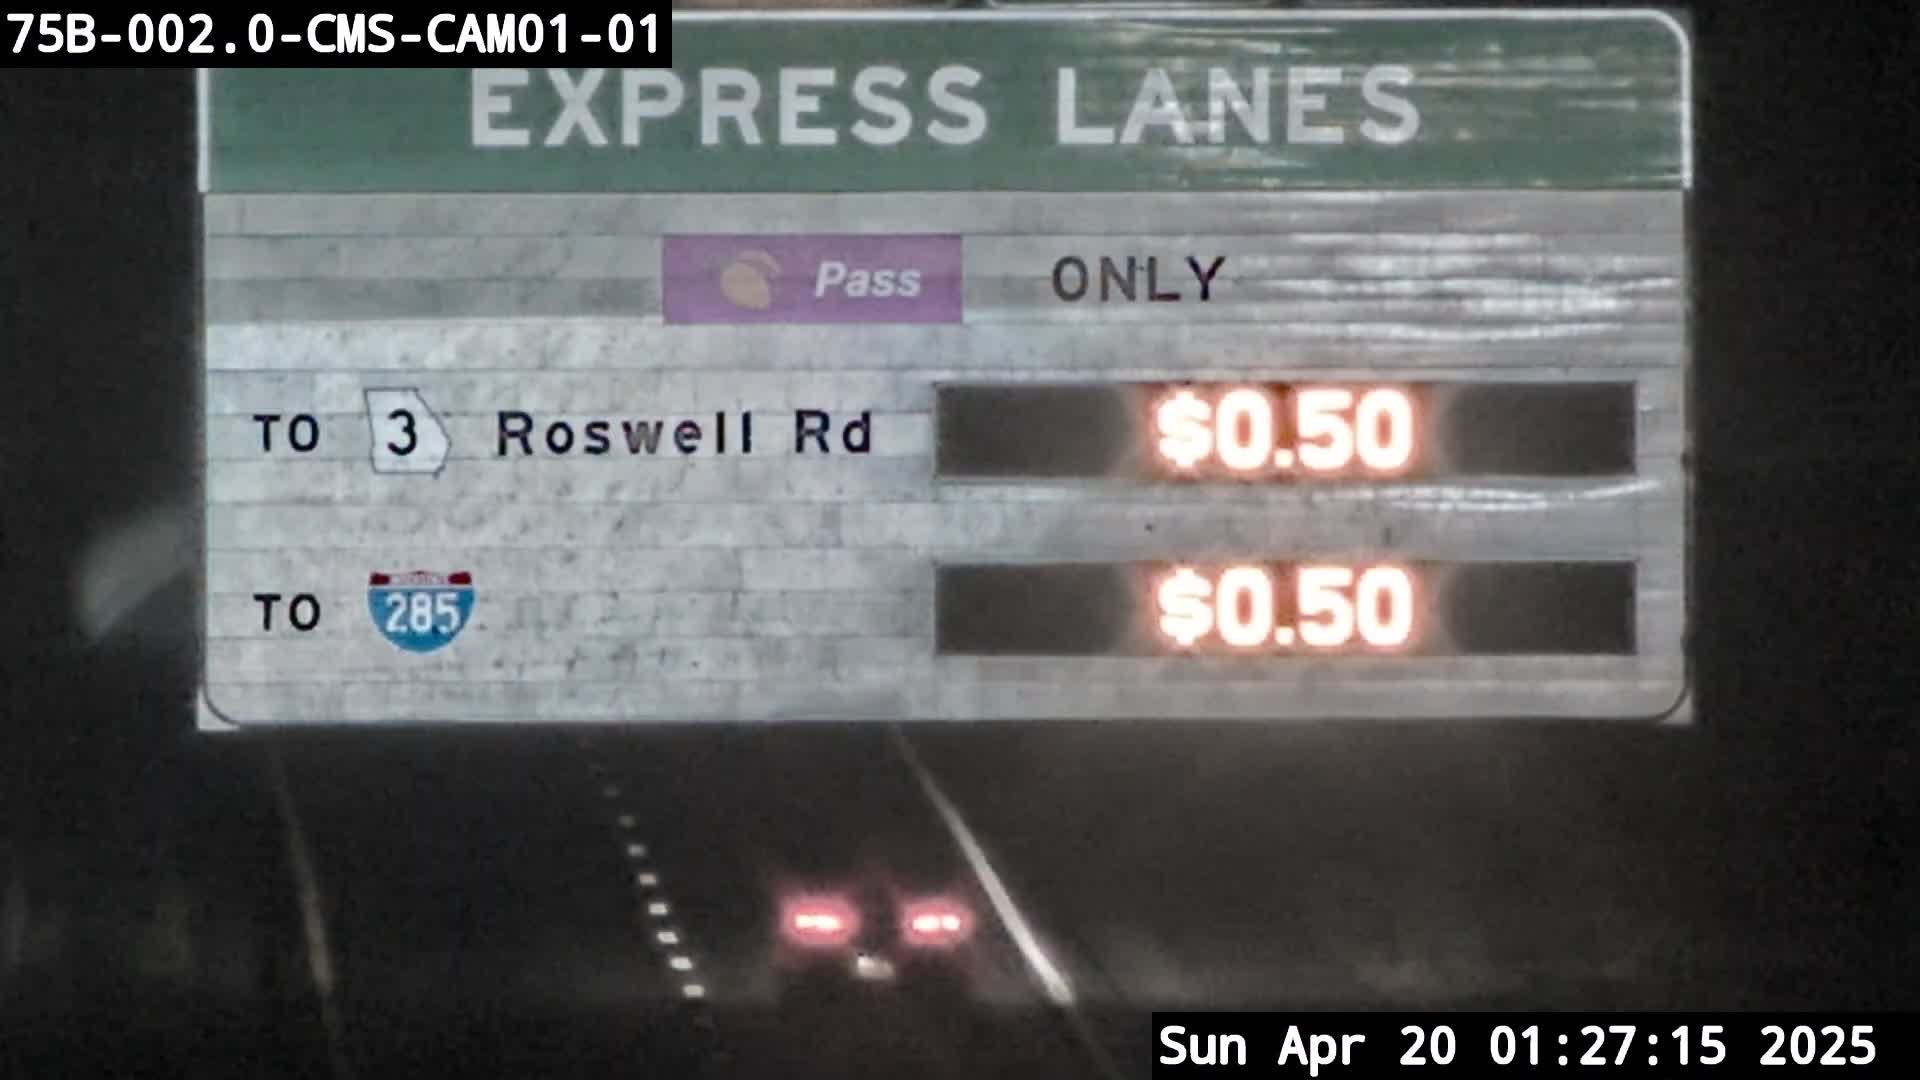 75B-002.0-CMS-CAM01-01
EXPRESS LANES
Pass ONLY
TO 3 Roswell Rd $0.50
TO 285 $0.50
Sun Apr 20 01:27:15 2025